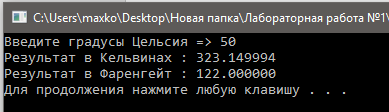 C:\Users\maxko\Desktop\Новая папка\Лабораторная работа №1\
Введите градусы Цельсия => 50
Результат в Кельвинах : 323.149994
Результат в Фаренгейт : 122.000000
Для продолжения нажмите любую клавишу . . .